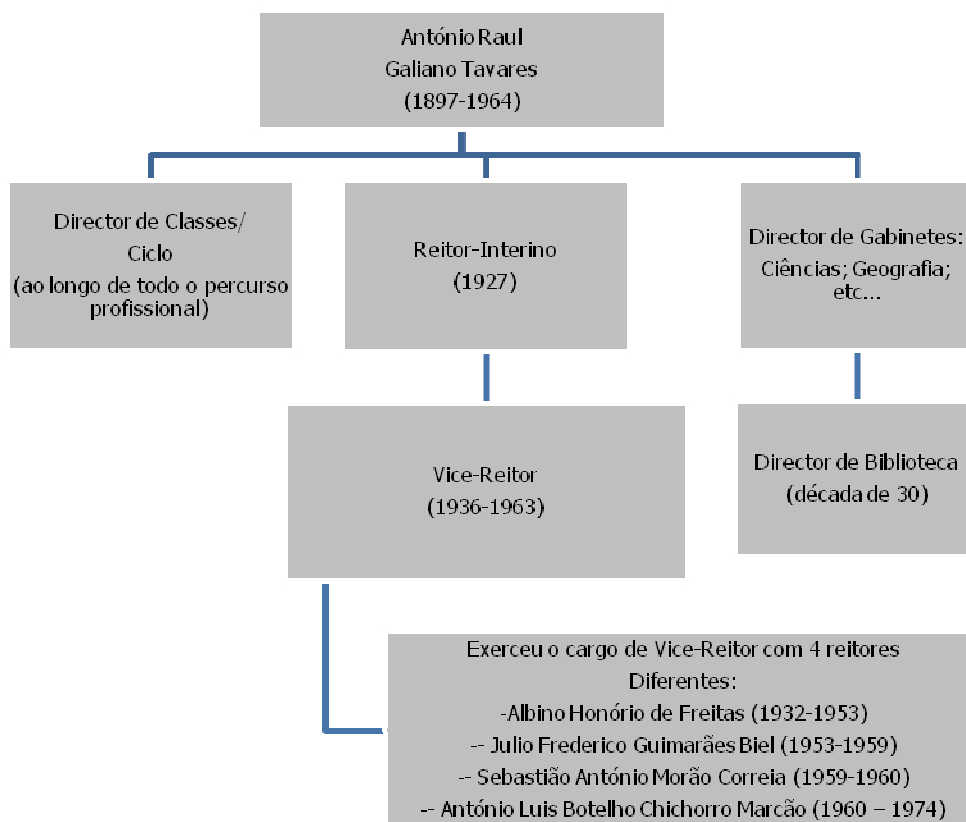 António Raul
Galiano Tavares
(1897-1964)
Director de Classes/
Ciclo
(ao longo de todo o percurso
profissional)
Reitor-Interino
(1927)
Director de Gabinetes:
Ciências; Geografia;
etc...
Vice-Reitor
(1936-1963)
Director de Biblioteca
(década de 30)
Exerceu o cargo de Vice-Reitor com 4 reitores
Diferentes:
-Albino Honório de Freitas (1932-1953)
-- Julio Frederico Guimarães Biel (1953-1959)
-- Sebastião António Morão Correia (1959-1960)
-- António Luis Botelho Chichorro Marcão (1960 – 1974)